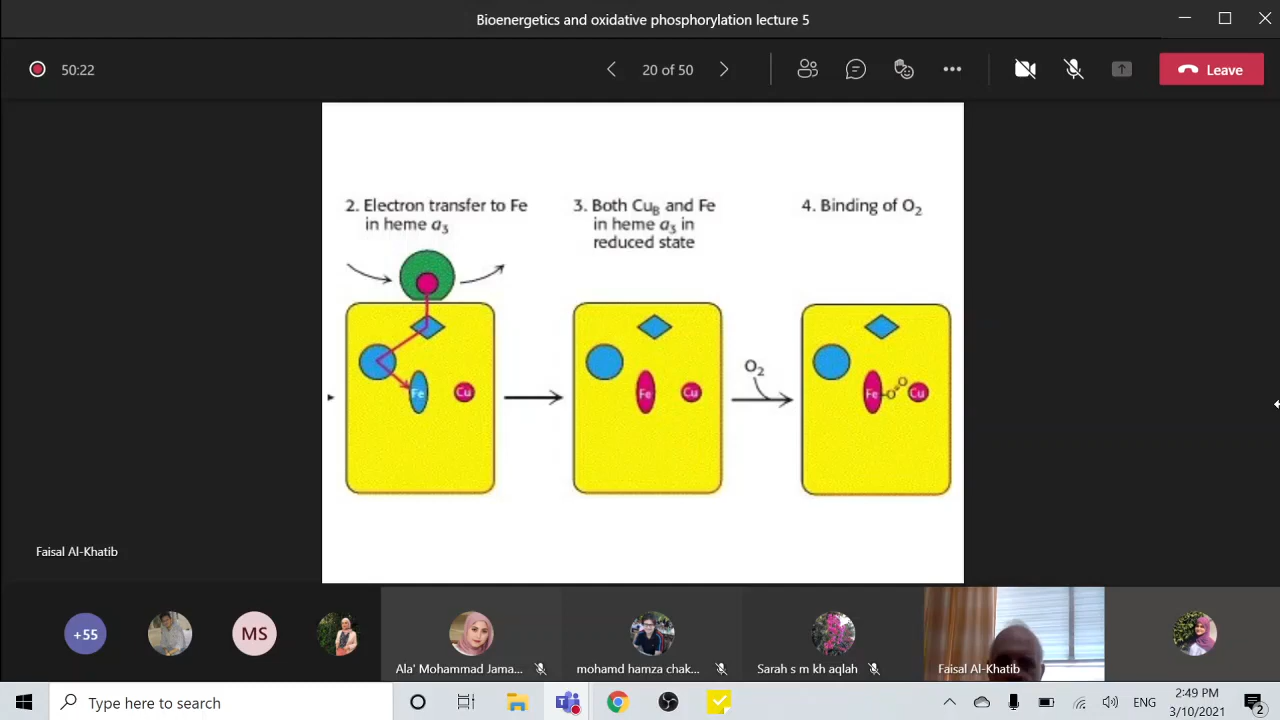 Bioenergetics and oxidative phosphorylation lecture 5
50:22
20 of 50
Leave
2. Electron transfer to Fe
in heme a3
3. Both CuB and Fe
in heme a3 in
reduced state
4. Binding of O2
O2
Fe
Cu
Fe
Cu
Fe
O
O
Cu
Faisal Al-Khatib
+55
MS
Ala' Mohammad Jama...
mohamd hamza chak...
Sarah s m kh aqlah
Faisal Al-Khatib
Type here to search
ENG
2:49 PM
3/10/2021
2